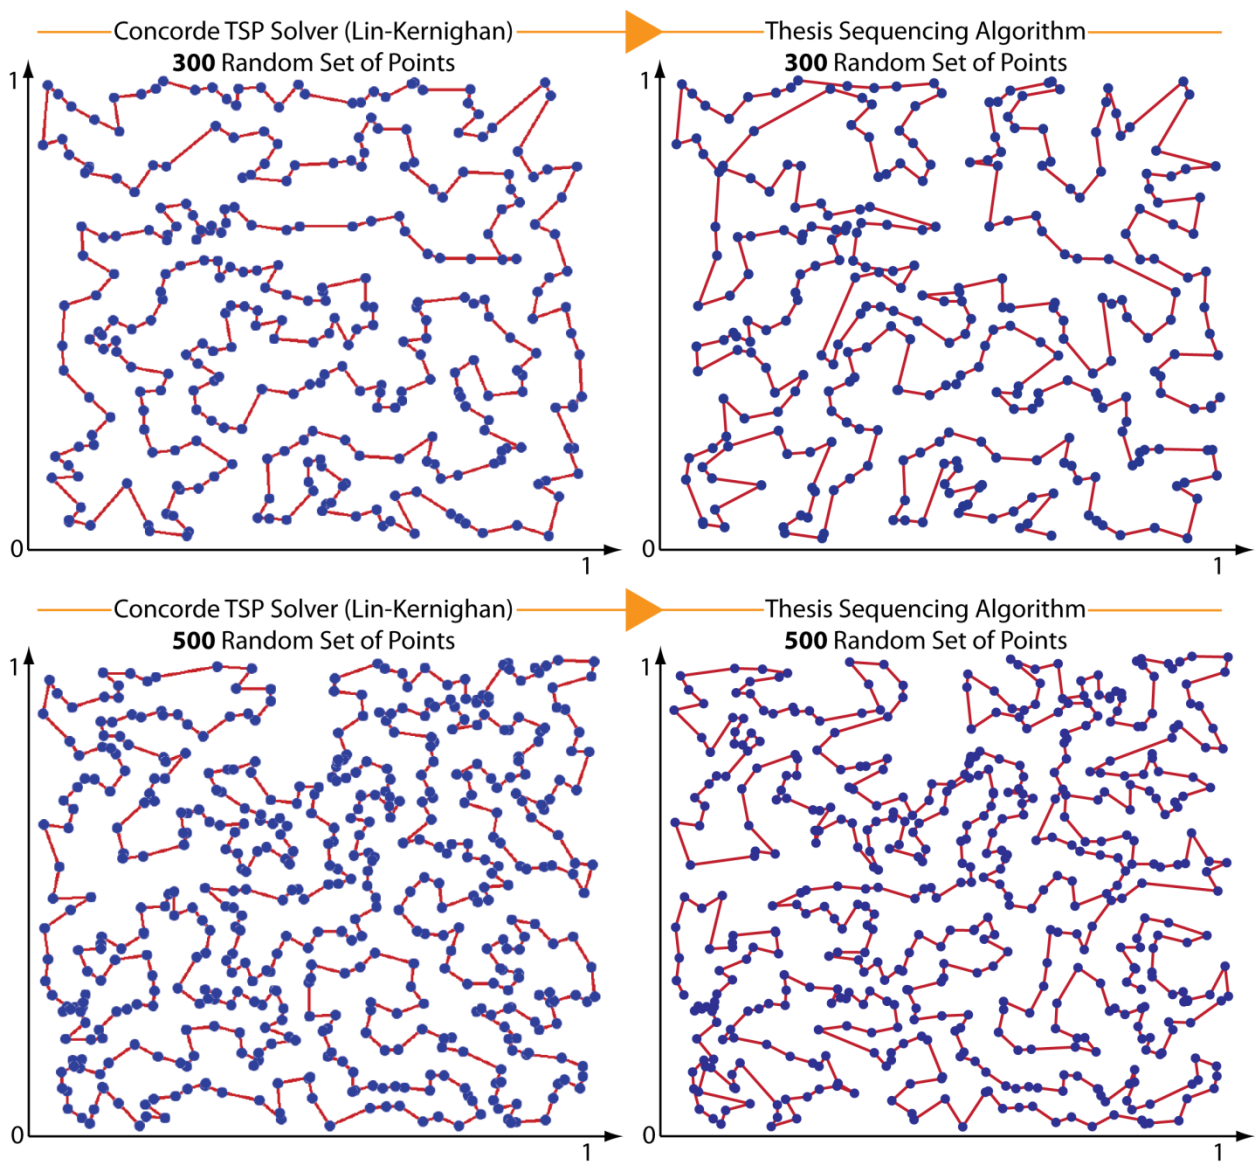 Concorde TSP Solver (Lin-Kernighan)
300 Random Set of Points
Thesis Sequencing Algorithm
300 Random Set of Points
1
0
1
1
0
1
Concorde TSP Solver (Lin-Kernighan)
500 Random Set of Points
Thesis Sequencing Algorithm
500 Random Set of Points
1
0
1
1
0
1